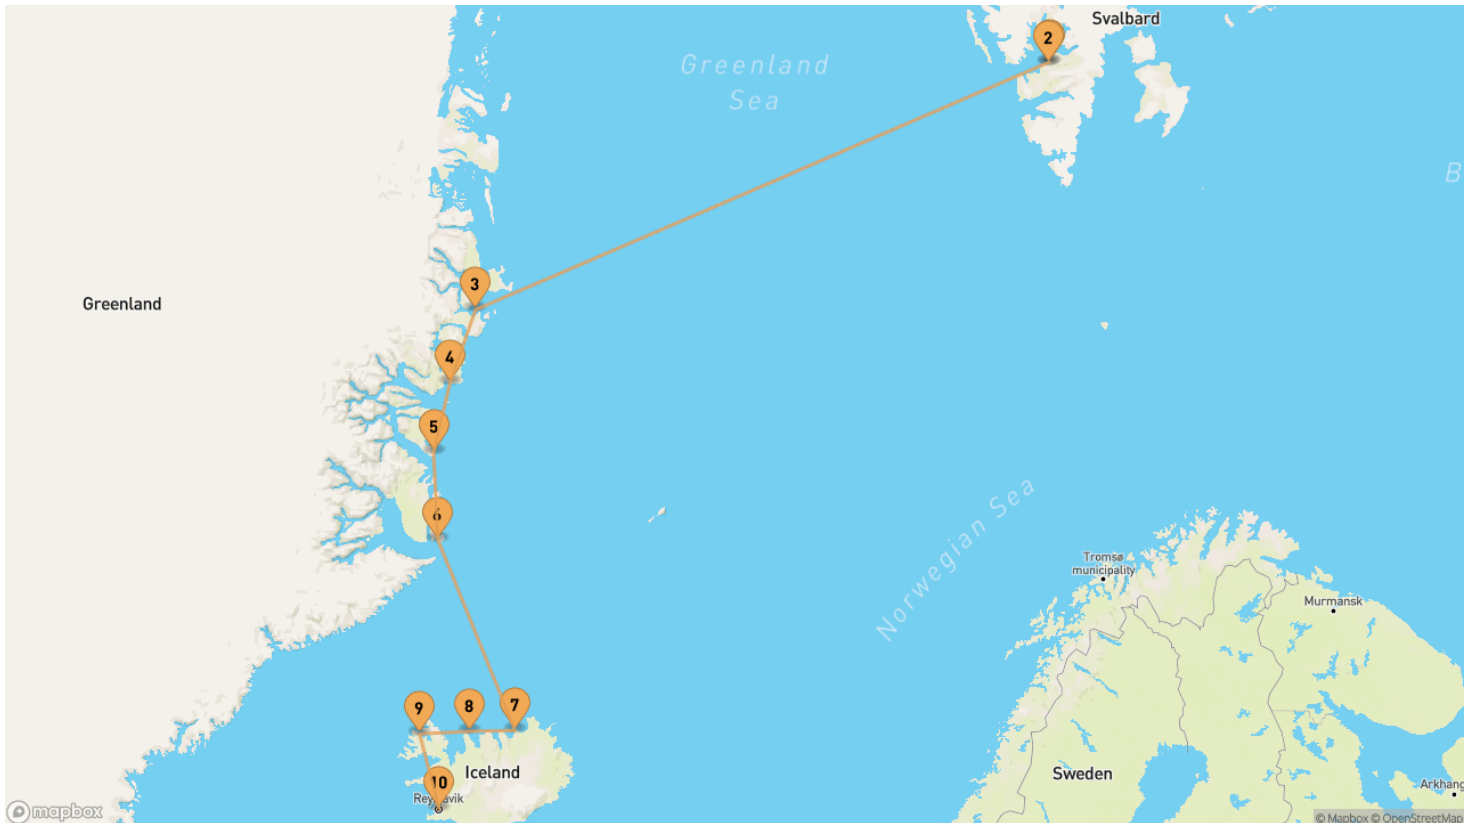 Svalbard
2
Greenland
Sea
B
3
Greenland
4
5
6
Norwegian Sea
Tromsø
municipality
Murmansk
9
8
7
Iceland
10
Sweden
Arkhang
mapbox
© Mapbox © OpenStreetMap